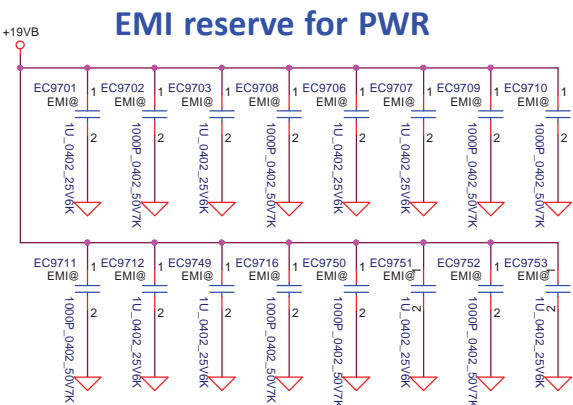 EMI reserve for PWR
+19VB
EC9701 1 EC9702 1 EC9703 1 EC9708 1 EC9706 1 EC9707 1 EC9709 1 EC9710 1
EMI@ EMI@ EMI@ EMI@ EMI@ EMI@ EMI@ EMI@
2 2 2 2 2 2 2 2
1U_0402_25V6K
1000P_0402_50V7K
1U_0402_25V6K
1000P_0402_50V7K
1U_0402_25V6K
1U_0402_25V6K
1000P_0402_50V7K
1000P_0402_50V7K
EC9711 1 EC9712 1 EC9749 1 EC9716 1 EC9750 1 EC9751 1 EC9752 1 EC9753 1
EMI@ EMI@ EMI@ EMI@ EMI@ EMI@ EMI@ EMI@
2 2 2 2 2 2 2 2
1000P_0402_50V7K
1U_0402_25V6K
1U_0402_25V6K
1000P_0402_50V7K
1000P_0402_50V7K
1U_0402_25V6K
1000P_0402_50V7K
1U_0402_25V6K